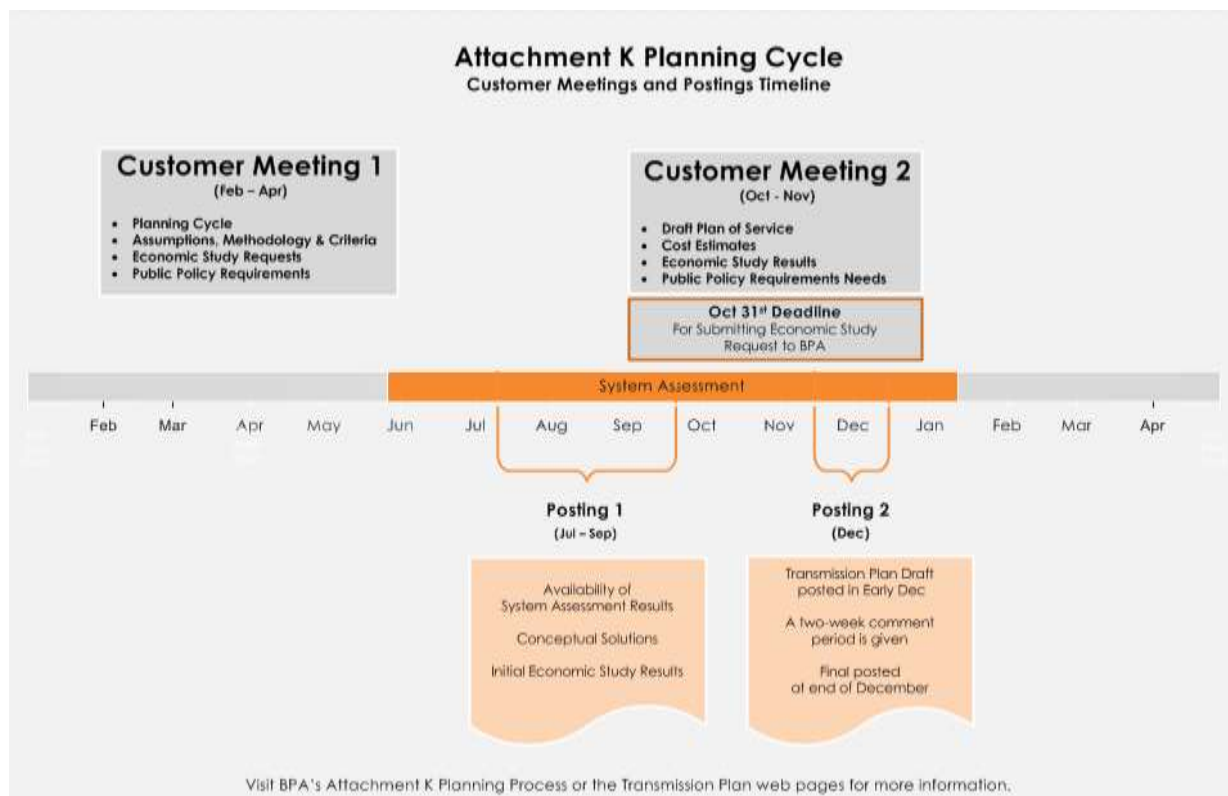 Attachment K Planning Cycle
Customer Meetings and Postings Timeline
Customer Meeting 1
(Feb – Apr)
• Planning Cycle
• Assumptions, Methodology & Criteria
• Economic Study Requests
• Public Policy Requirements
Customer Meeting 2
(Oct - Nov)
• Draft Plan of Service
• Cost Estimates
• Economic Study Results
• Public Policy Requirements Needs
Oct 31st Deadline
For Submitting Economic Study
Request to BPA
System Assessment
Feb Mar Apr May Jun Jul Aug Sep Oct Nov Dec Jan Feb Mar Apr
Posting 1
(Jul – Sep)
Availability of
System Assessment Results
Conceptual Solutions
Initial Economic Study Results
Posting 2
(Dec)
Transmission Plan Draft
posted in Early Dec
A two-week comment
period is given
Final posted
at end of December
Visit BPA's Attachment K Planning Process or the Transmission Plan web pages for more information.